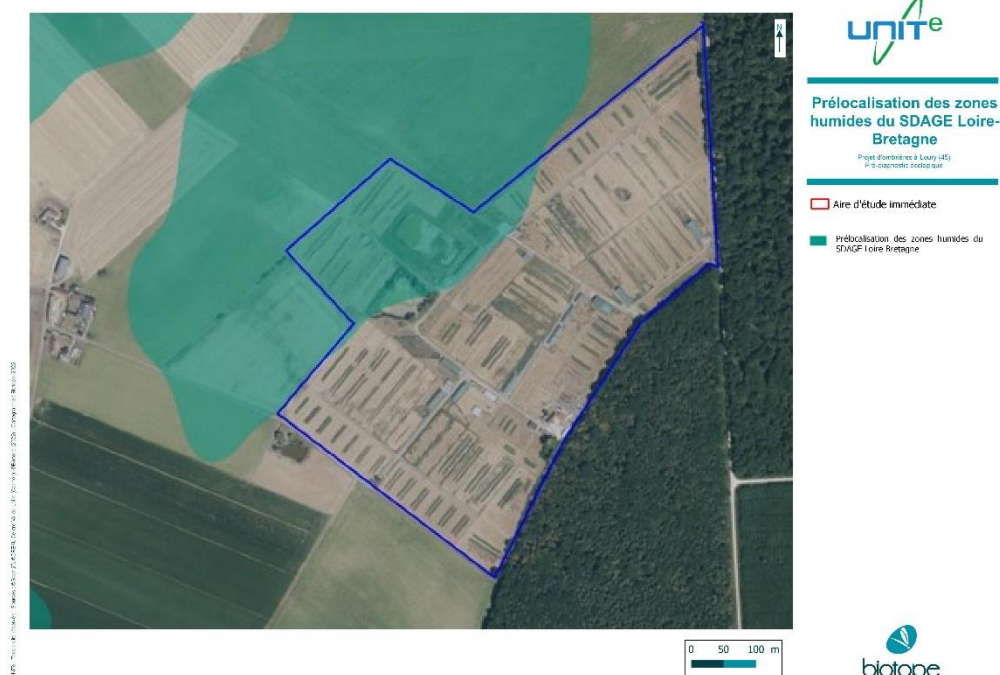 N
UNITe
Prélocalisation des zones
humides du SDAGE Loire-
Bretagne
Projet d'ombrières à Loury (45)
Pré-diagnostic écologique
Aire d'étude immédiate
Prélocalisation des zones humides du
SDAGE Loire Bretagne
0 50 100 m
biotope